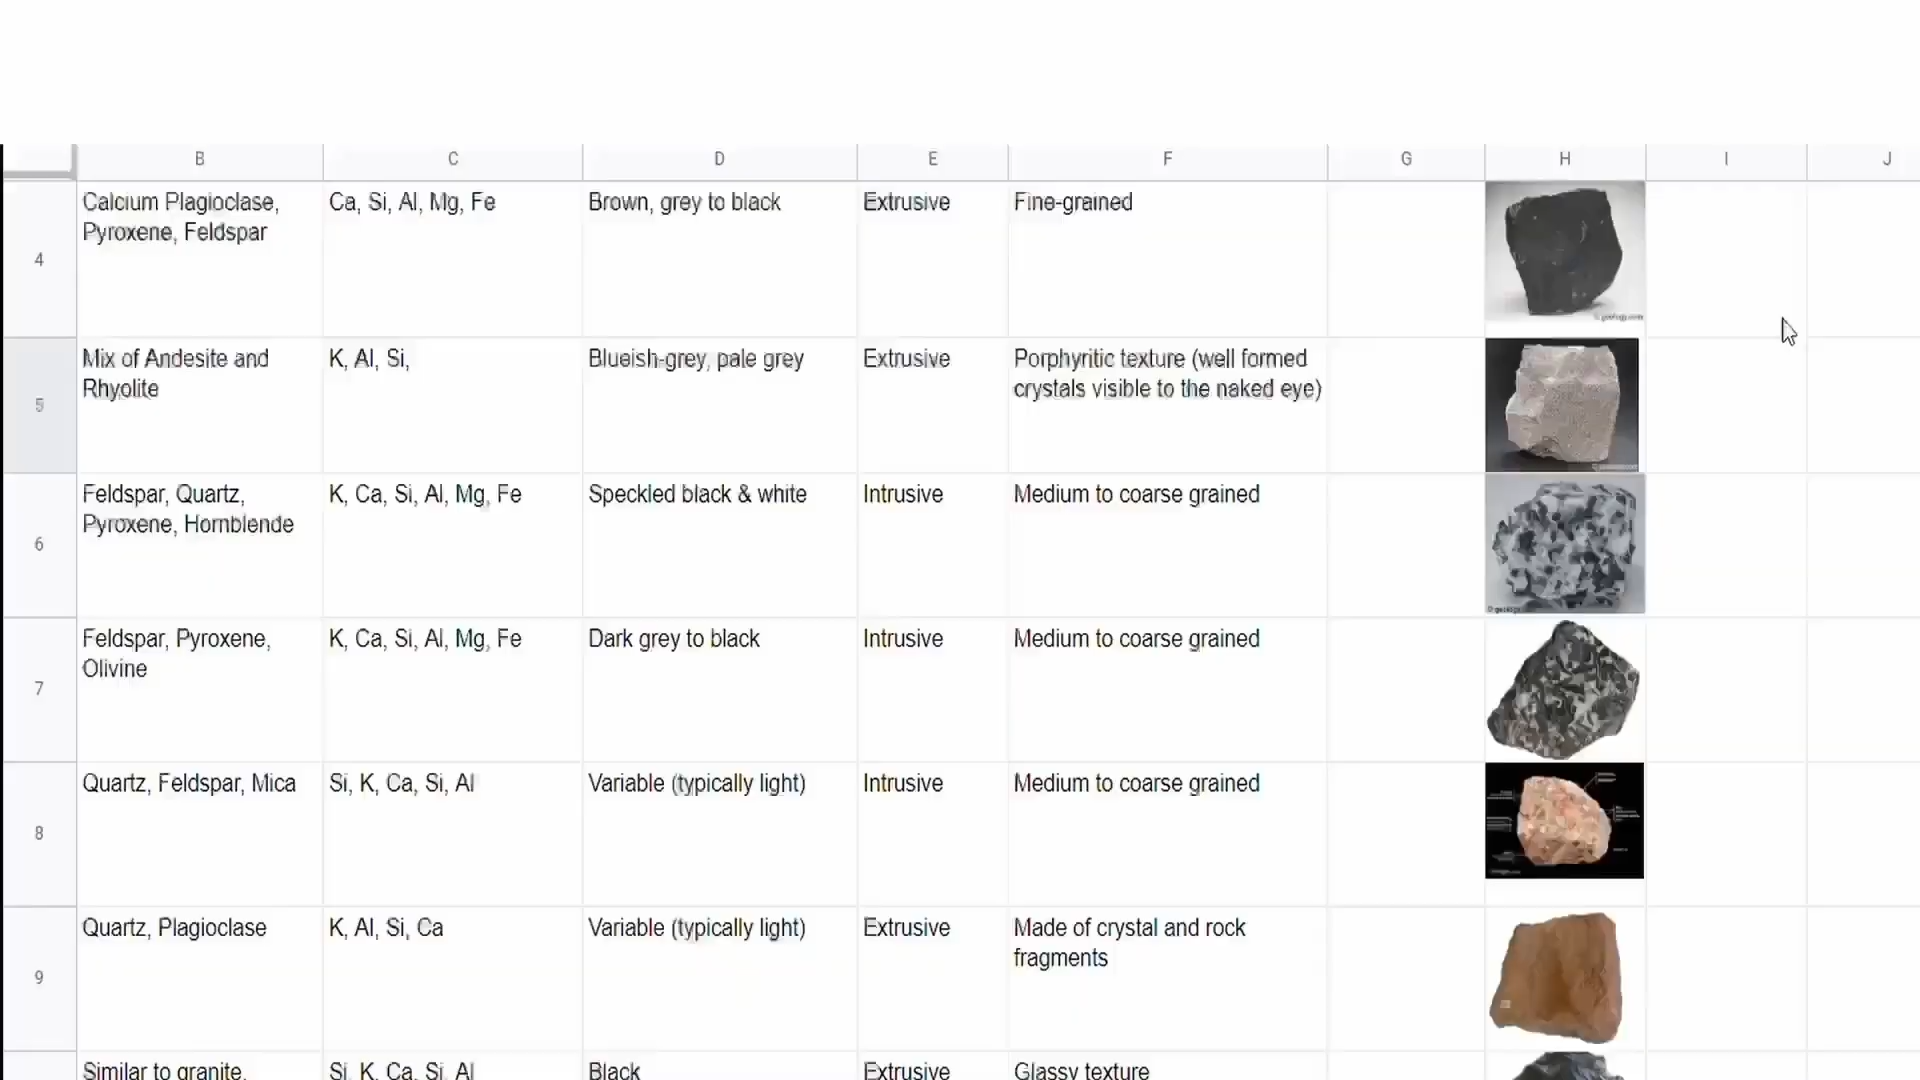 B C D E F G H I J
4 Calcium Plagioclase, Ca, Si, Al, Mg, Fe Brown, grey to black Extrusive Fine-grained
Pyroxene, Feldspar
5 Mix of Andesite and K, Al, Si, Blueish-grey, pale grey Extrusive Porphyritic texture (well formed
Rhyolite crystals visible to the naked eye)
6 Feldspar, Quartz, K, Ca, Si, Al, Mg, Fe Speckled black & white Intrusive Medium to coarse grained
Pyroxene, Hornblende
7 Feldspar, Pyroxene, K, Ca, Si, Al, Mg, Fe Dark grey to black Intrusive Medium to coarse grained
Olivine
8 Quartz, Feldspar, Mica Si, K, Ca, Si, Al Variable (typically light) Intrusive Medium to coarse grained
9 Quartz, Plagioclase K, Al, Si, Ca Variable (typically light) Extrusive Made of crystal and rock
fragments
Similar to granite, Si, K, Ca, Si, Al Black Extrusive Glassy texture